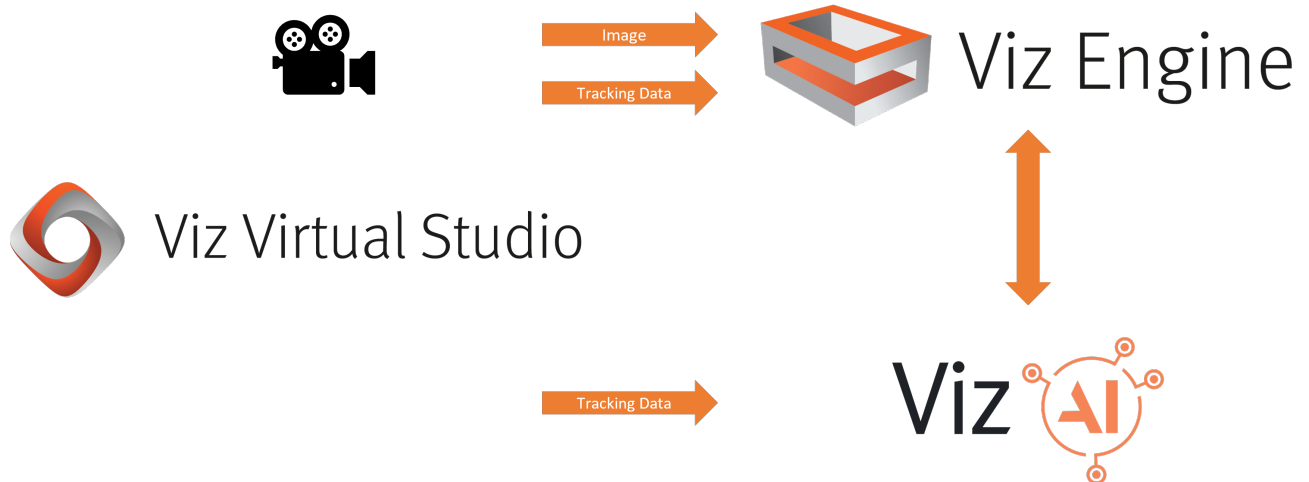 Image
Viz Engine
Tracking Data
Viz Virtual Studio
Viz AI
Tracking Data